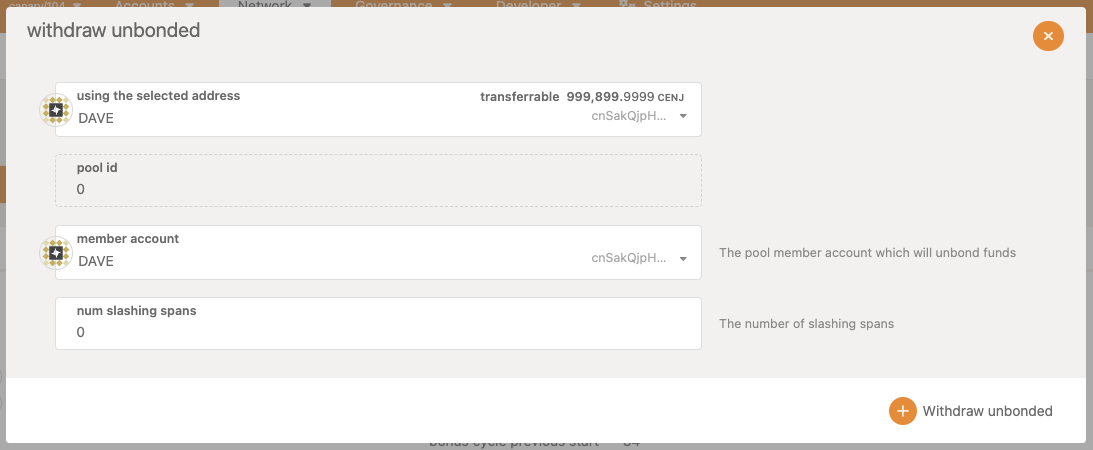 canary/104 Accounts Network Governance Developer Settings
withdraw unbonded
using the selected address transferrable 999,899.9999 CENJ
DAVE cnSakQjpH...
pool id
0
member account
DAVE cnSakQjpH...
The pool member account which will unbond funds
num slashing spans
0
The number of slashing spans
Withdraw unbonded
bonus cycle previous start 64